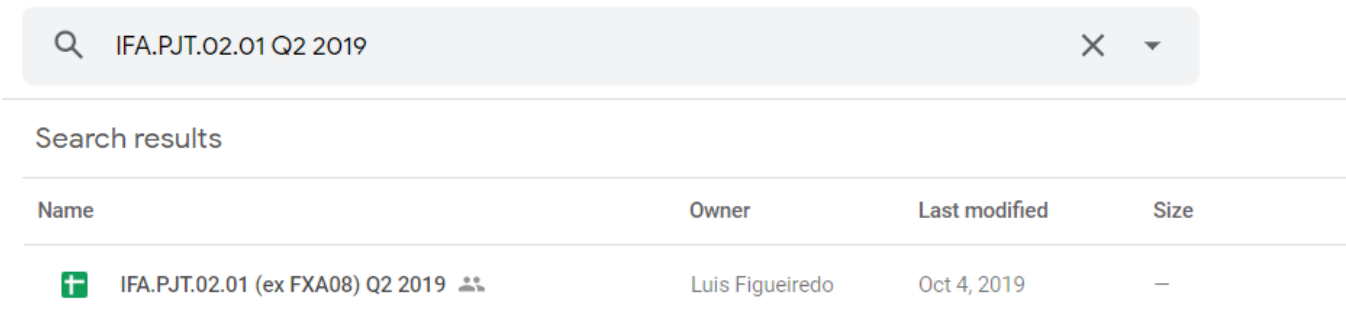 IFA.PJT.02.01 Q2 2019
Search results
Name Owner Last modified Size
IFA.PJT.02.01 (ex FXA08) Q2 2019 Luis Figueiredo Oct 4, 2019 —